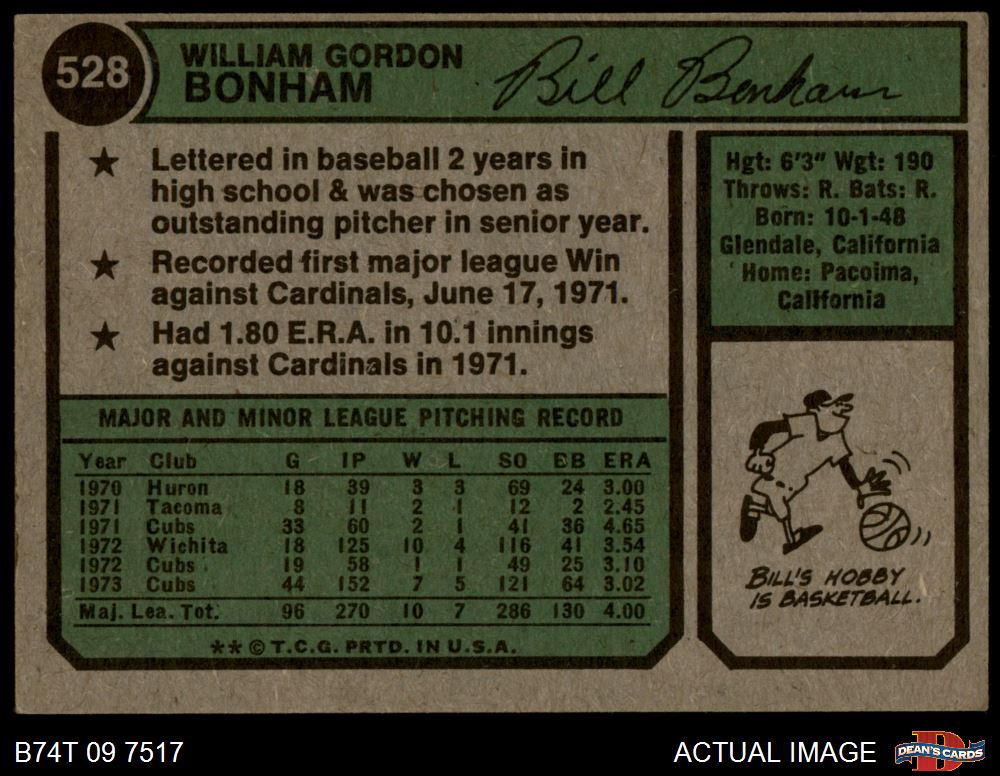 528
WILLIAM GORDON
BONHAM
Bill Bonham
★ Lettered in baseball 2 years in
high school & was chosen as
outstanding pitcher in senior year.
★ Recorded first major league Win
against Cardinals, June 17, 1971.
★ Had 1.80 E.R.A. in 10.1 innings
against Cardinals in 1971.
Hgt: 6'3" Wgt: 190
Throws: R. Bats: R.
Born: 10-1-48
Glendale, California
Home: Pacoima,
California
MAJOR AND MINOR LEAGUE PITCHING RECORD
Year Club G IP W L SO BB ERA
1970 Huron 18 39 3 3 69 24 3.00
1971 Tacoma 8 11 2 1 12 2 2.45
1971 Cubs 33 60 2 1 41 36 4.65
1972 Wichita 18 125 10 4 116 41 3.54
1972 Cubs 19 58 1 1 49 25 3.10
1973 Cubs 44 152 7 5 121 64 3.02
Maj. Lea. Tot. 96 270 10 7 286 130 4.00
**© T.C.G. PRTD. IN U.S.A.
BILL'S HOBBY
IS BASKETBALL.
B74T 09 7517
ACTUAL IMAGE
D
DEAN'S CARDS